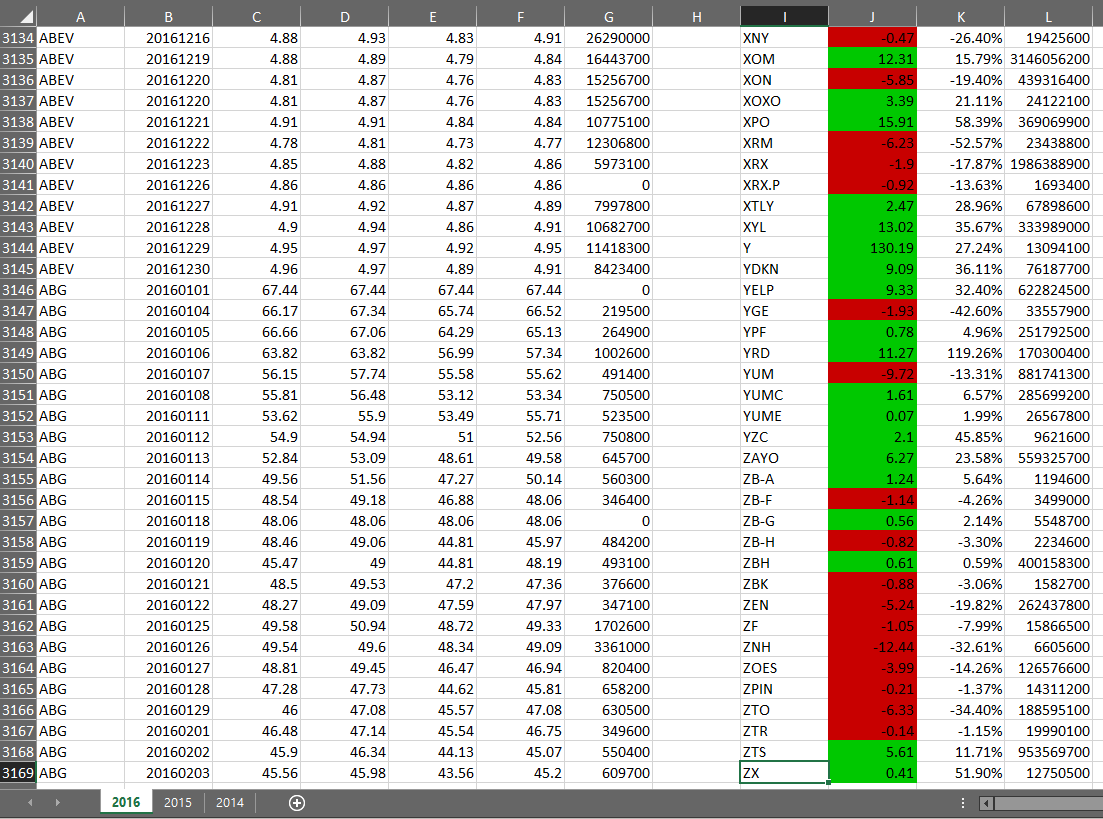 A B C D E F G H I J K L
3134 ABEV 20161216 4.88 4.93 4.83 4.91 26290000 XNY -0.47 -26.40% 19425600
3135 ABEV 20161219 4.88 4.89 4.79 4.84 16443700 XOM 12.31 15.79% 3146056200
3136 ABEV 20161220 4.81 4.87 4.76 4.83 15256700 XON -5.85 -19.40% 439316400
3137 ABEV 20161220 4.81 4.87 4.76 4.83 15256700 XOXO 3.39 21.11% 24122100
3138 ABEV 20161221 4.91 4.91 4.84 4.84 10775100 XPO 15.91 58.39% 369069900
3139 ABEV 20161222 4.78 4.81 4.73 4.77 12306800 XRM -6.23 -52.57% 23438800
3140 ABEV 20161223 4.85 4.88 4.82 4.86 5973100 XRX -1.9 -17.87% 1986388900
3141 ABEV 20161226 4.86 4.86 4.86 4.86 0 XRX.P -0.92 -13.63% 1693400
3142 ABEV 20161227 4.91 4.92 4.87 4.89 7997800 XTLY 2.47 28.96% 67898600
3143 ABEV 20161228 4.9 4.94 4.86 4.91 10682700 XYL 13.02 35.67% 333989000
3144 ABEV 20161229 4.95 4.97 4.92 4.95 11418300 Y 130.19 27.24% 13094100
3145 ABEV 20161230 4.96 4.97 4.89 4.91 8423400 YDKN 9.09 36.11% 76187700
3146 ABG 20160101 67.44 67.44 67.44 67.44 0 YELP 9.33 32.40% 622824500
3147 ABG 20160104 66.17 67.34 65.74 66.52 219500 YGE -1.93 -42.60% 33557900
3148 ABG 20160105 66.66 67.06 64.29 65.13 264900 YPF 0.78 4.96% 251792500
3149 ABG 20160106 63.82 63.82 56.99 57.34 1002600 YRD 11.27 119.26% 170300400
3150 ABG 20160107 56.15 57.74 55.58 55.62 491400 YUM -9.72 -13.31% 881741300
3151 ABG 20160108 55.81 56.48 53.12 53.34 750500 YUMC 1.61 6.57% 285699200
3152 ABG 20160111 53.62 55.9 53.49 55.71 523500 YUME 0.07 1.99% 26567800
3153 ABG 20160112 54.9 54.94 51 52.56 750800 YZC 2.1 45.85% 9621600
3154 ABG 20160113 52.84 53.09 48.61 49.58 645700 ZAYO 6.27 23.58% 559325700
3155 ABG 20160114 49.56 51.56 47.27 50.14 560300 ZB-A 1.24 5.64% 1194600
3156 ABG 20160115 48.54 49.18 46.88 48.06 346400 ZB-F -1.14 -4.26% 3499000
3157 ABG 20160118 48.06 48.06 48.06 48.06 0 ZB-G 0.56 2.14% 5548700
3158 ABG 20160119 48.46 49.06 44.81 45.97 484200 ZB-H -0.82 -3.30% 2234600
3159 ABG 20160120 45.47 49 44.81 48.19 493100 ZBH 0.61 0.59% 400158300
3160 ABG 20160121 48.5 49.53 47.2 47.36 376600 ZBK -0.88 -3.06% 1582700
3161 ABG 20160122 48.27 49.09 47.59 47.97 347100 ZEN -5.24 -19.82% 262437800
3162 ABG 20160125 49.58 50.94 48.72 49.33 1702600 ZF -1.05 -7.99% 15866500
3163 ABG 20160126 49.54 49.6 48.34 49.09 3361000 ZNH -12.44 -32.61% 6605600
3164 ABG 20160127 48.81 49.45 46.47 46.94 820400 ZOES -3.99 -14.26% 126576600
3165 ABG 20160128 47.28 47.73 44.62 45.81 658200 ZPIN -0.21 -1.37% 14311200
3166 ABG 20160129 46 47.08 45.57 47.08 630500 ZTO -6.33 -34.40% 188595100
3167 ABG 20160201 46.48 47.14 45.54 46.75 349600 ZTR -0.14 -1.15% 19990100
3168 ABG 20160202 45.9 46.34 44.13 45.07 550400 ZTS 5.61 11.71% 953569700
3169 ABG 20160203 45.56 45.98 43.56 45.2 609700 ZX 0.41 51.90% 12750500
2016 2015 2014